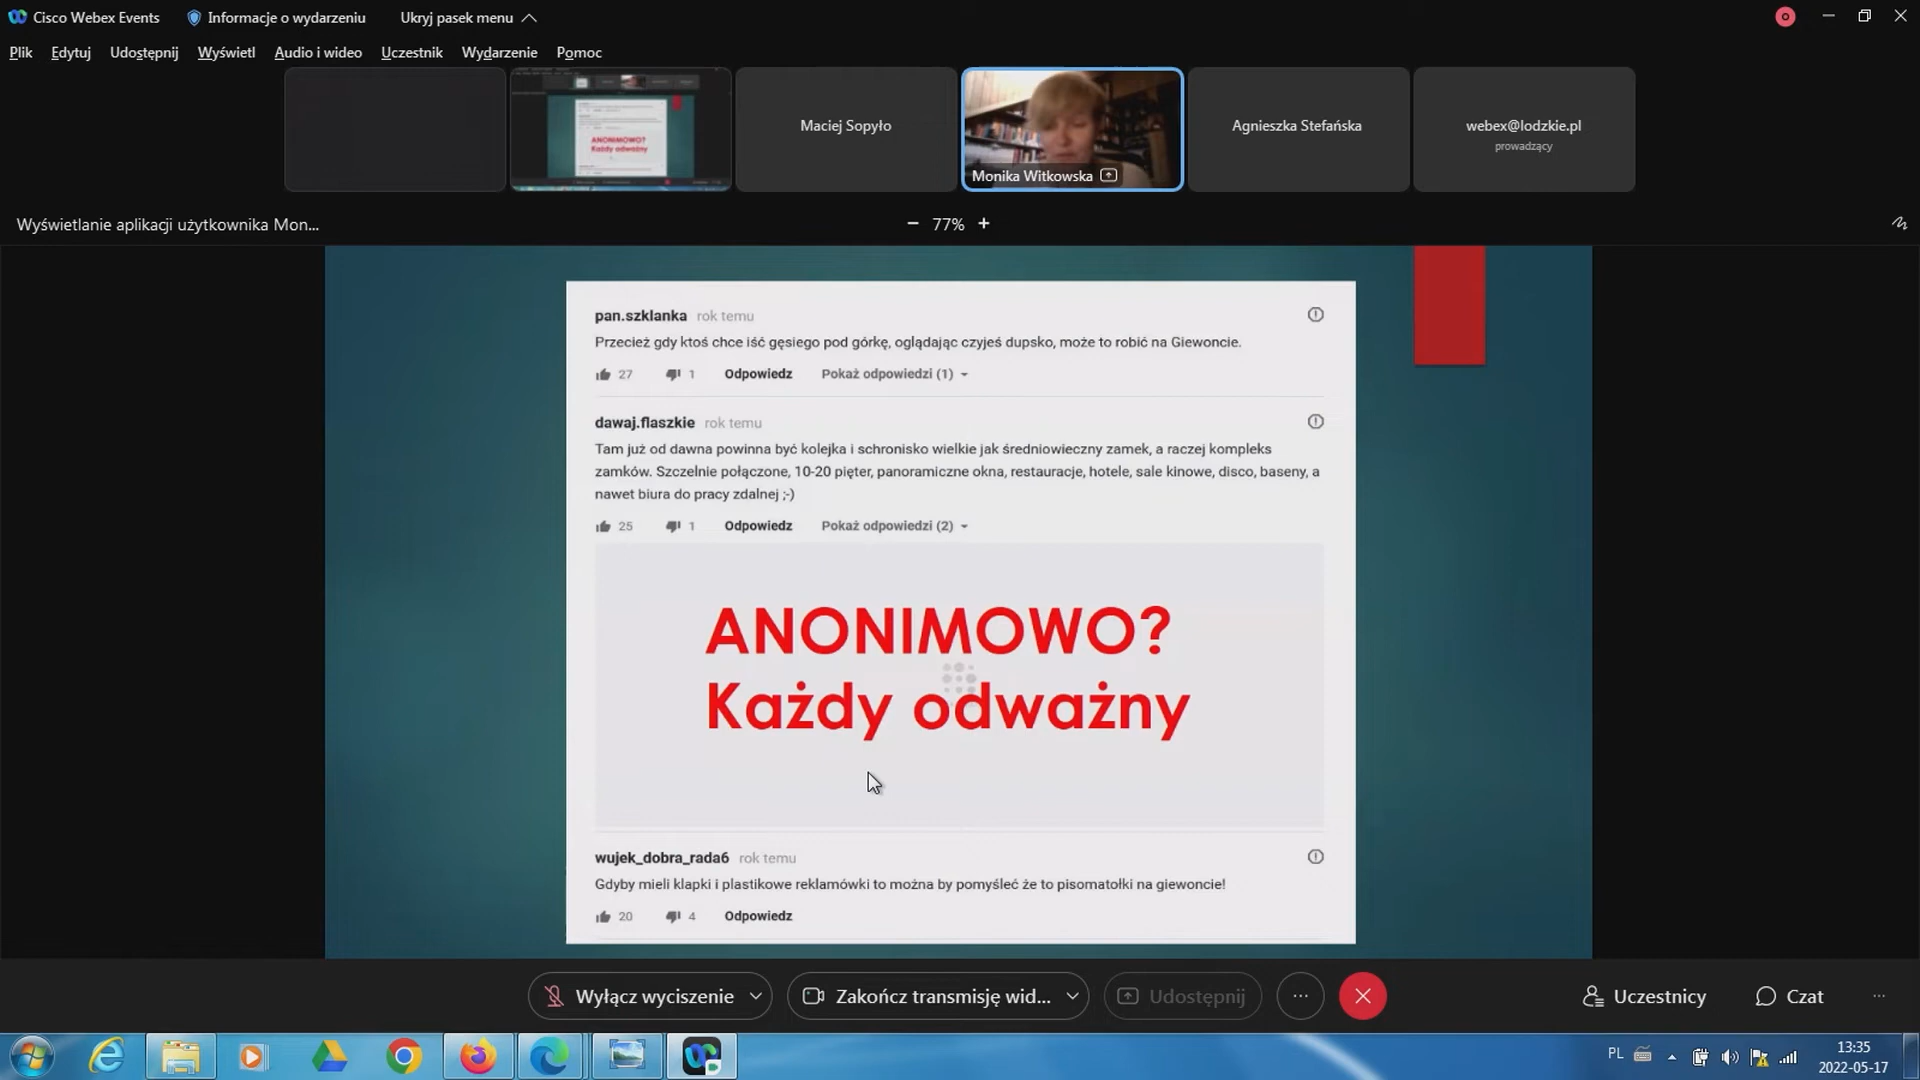 Cisco Webex Events
Informacje o wydarzeniu
Ukryj pasek menu
Plik Edytuj Udostępnij Wyświetl Audio i wideo Uczestnik Wydarzenie Pomoc
ANONIMOWO?
Każdy odważny
Maciej Sopyło
Monika Witkowska
Agnieszka Stefańska
webex@lodzkie.pl
prowadzący
Wyświetlanie aplikacji użytkownika Mon...
77%
pan.szklanka rok temu
Przecież gdy ktoś chce iść gęsiego pod górkę, oglądając czyjeś dupsko, może to robić na Giewoncie.
27 1 Odpowiedz Pokaż odpowiedzi (1)
dawaj.flaszkie rok temu
Tam już od dawna powinna być kolejka i schronisko wielkie jak średniowieczny zamek, a raczej kompleks
zamków. Szczelnie połączone, 10-20 pięter, panoramiczne okna, restauracje, hotele, sale kinowe, disco, baseny, a
nawet biura do pracy zdalnej ;-)
25 1 Odpowiedz Pokaż odpowiedzi (2)
ANONIMOWO?
Każdy odważny
wujek_dobra_rada6 rok temu
Gdyby mieli klapki i plastikowe reklamówki to można by pomyśleć że to pisomatołki na giewoncie!
20 4 Odpowiedz
Wyłącz wyciszenie
Zakończ transmisję wid...
Udostępnij
Uczestnicy
Czat
PL
13:35
2022-05-17